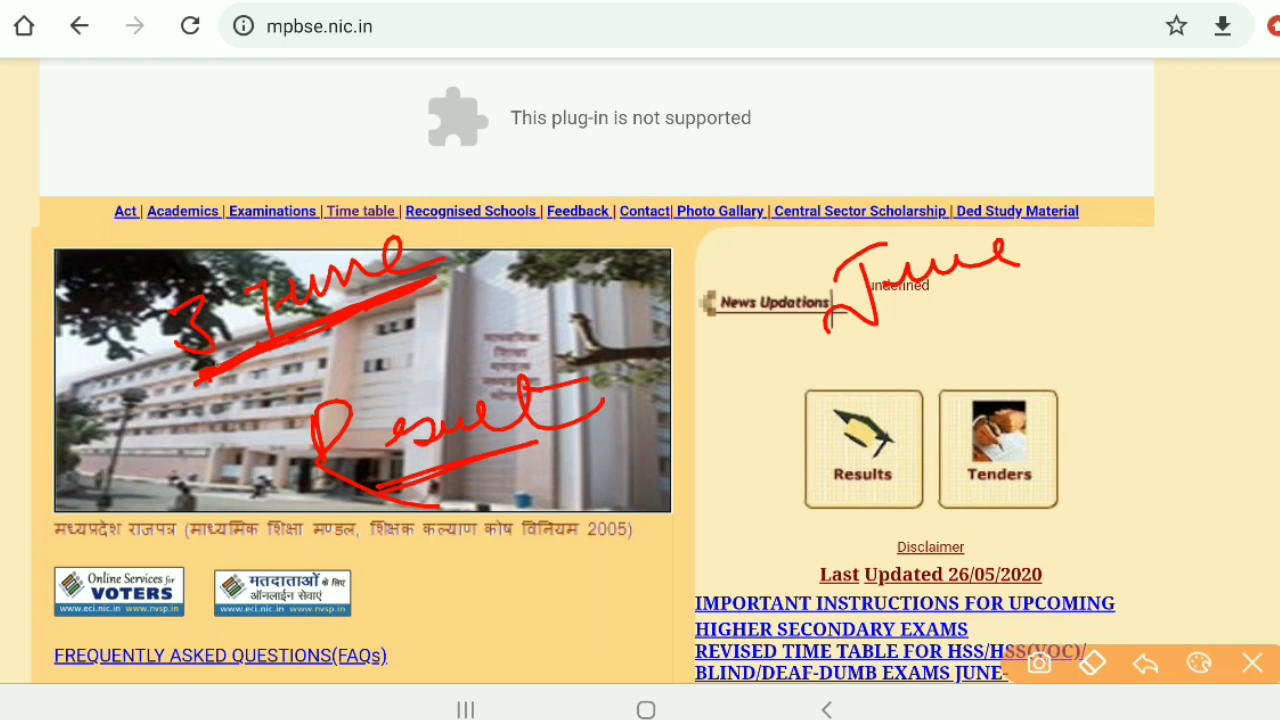 mpbse.nic.in
This plug-in is not supported
Act | Academics | Examinations | Time table | Recognised Schools | Feedback | Contact| Photo Gallary | Central Sector Scholarship | Ded Study Material
3 June
Result
माध्यमिक
शिक्षा
मण्डल
मध्यप्रदेश राजपत्र (माध्यमिक शिक्षा मण्डल, शिक्षक कल्याण कोष विनियम 2005)
Online Services for
VOTERS
www.eci.nic.in www.nvsp.in
मतदाताओं के लिए
ऑनलाईन सेवाएं
www.eci.nic.in www.nvsp.in
FREQUENTLY ASKED QUESTIONS(FAQs)
June
undefined
News Updations
Results
Tenders
Disclaimer
Last Updated 26/05/2020
IMPORTANT INSTRUCTIONS FOR UPCOMING
HIGHER SECONDARY EXAMS
REVISED TIME TABLE FOR HSS/HSS(VOC)/
BLIND/DEAF-DUMB EXAMS JUNE-